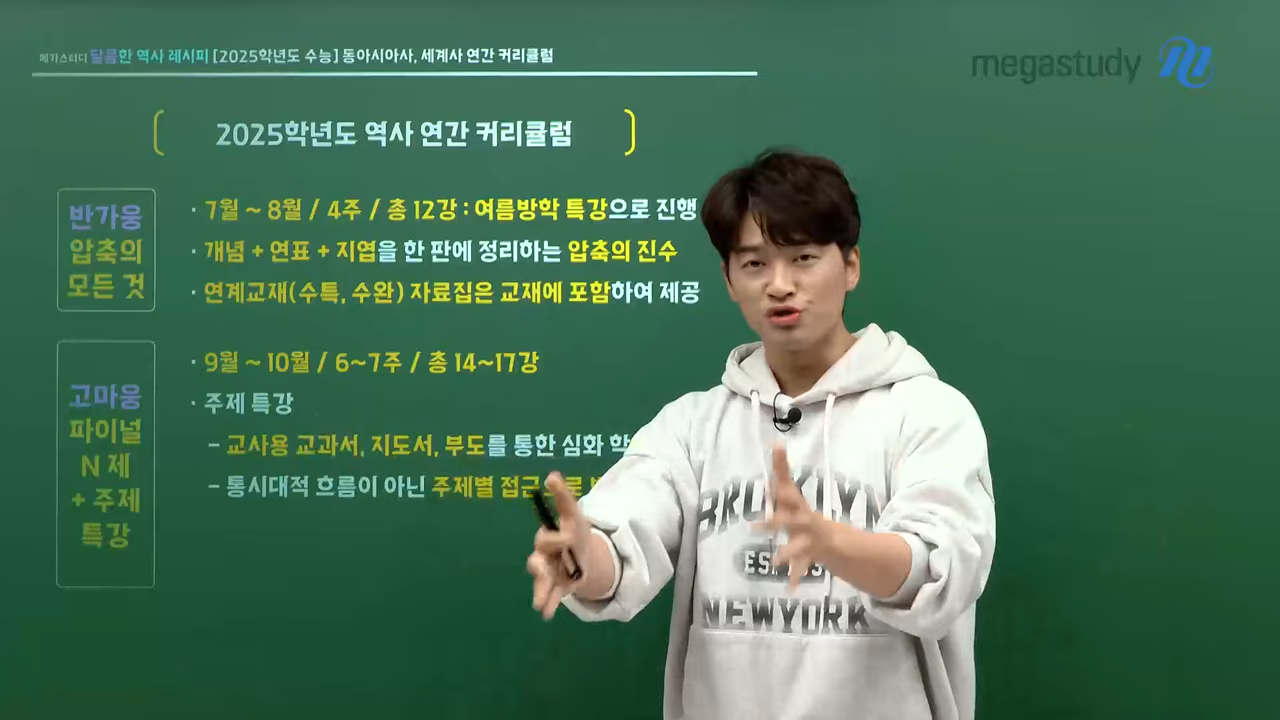 메가스터디 달콤한 역사 레시피 [2025학년도 수능] 동아시아사, 세계사 연간 커리큘럼
megastudy
2025학년도 역사 연간 커리큘럼
반가웅
압축의
모든 것
· 7월 ~ 8월 / 4주 / 총 12강 : 여름방학 특강으로 진행
· 개념 + 연표 + 지엽을 한 판에 정리하는 압축의 진수
· 연계교재(수특, 수완) 자료집은 교재에 포함하여 제공
고마웅
파이널
N 제
+ 주제
특강
· 9월 ~ 10월 / 6~7주 / 총 14~17강
· 주제 특강
– 교사용 교과서, 지도서, 부도를 통한 심화
– 통시대적 흐름이 아닌 주제별 접근으로
BROOKLYN
NEWYORK